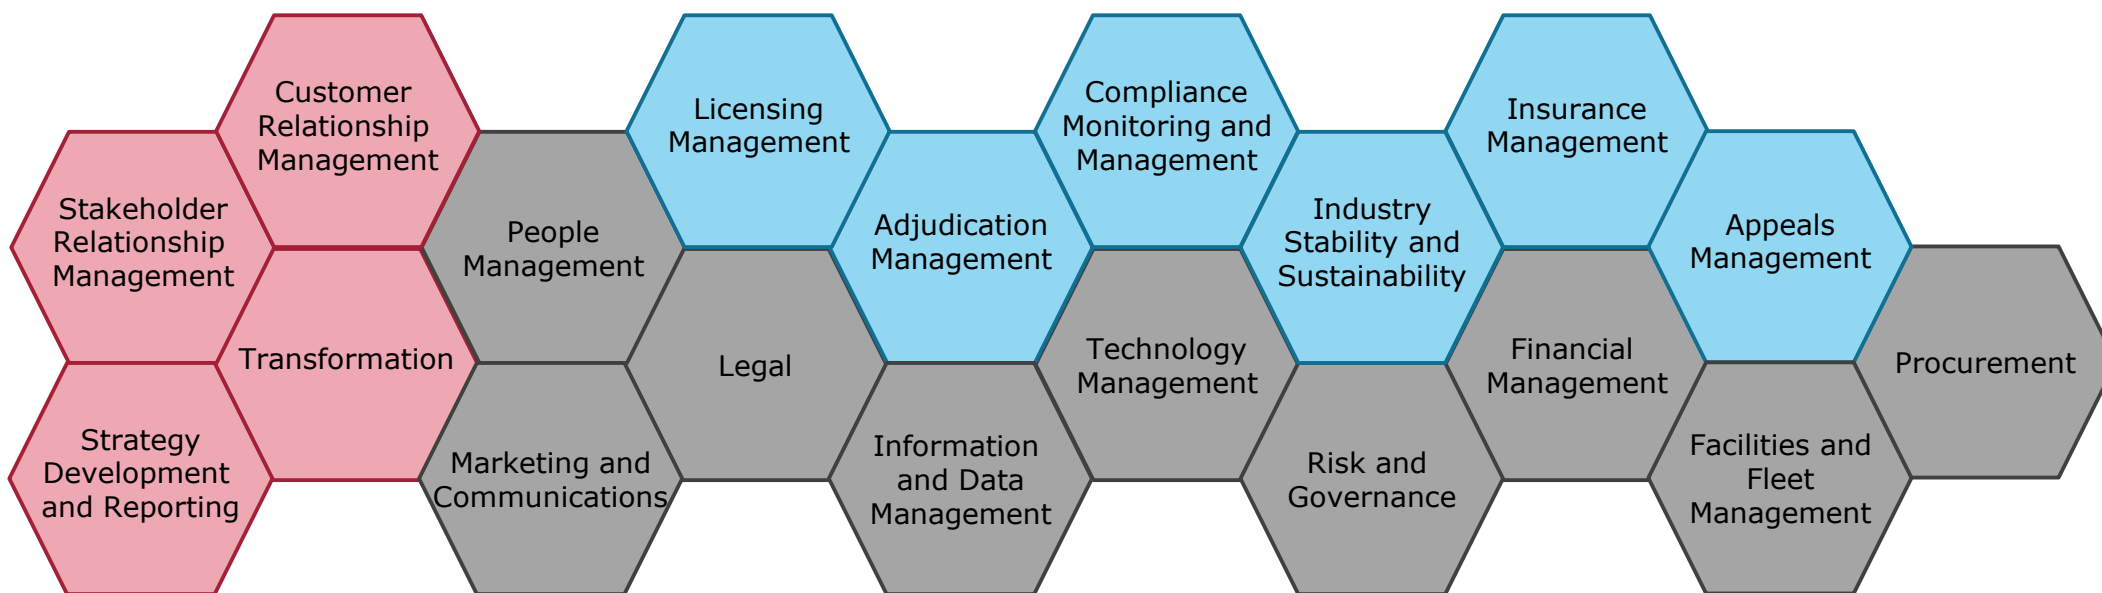 Customer
Relationship
Management
Licensing
Management
Compliance
Monitoring and
Management
Insurance
Management
Stakeholder
Relationship
Management
People
Management
Adjudication
Management
Industry
Stability and
Sustainability
Appeals
Management
Transformation
Legal
Technology
Management
Financial
Management
Procurement
Strategy
Development
and Reporting
Marketing and
Communications
Information
and Data
Management
Risk and
Governance
Facilities and
Fleet
Management